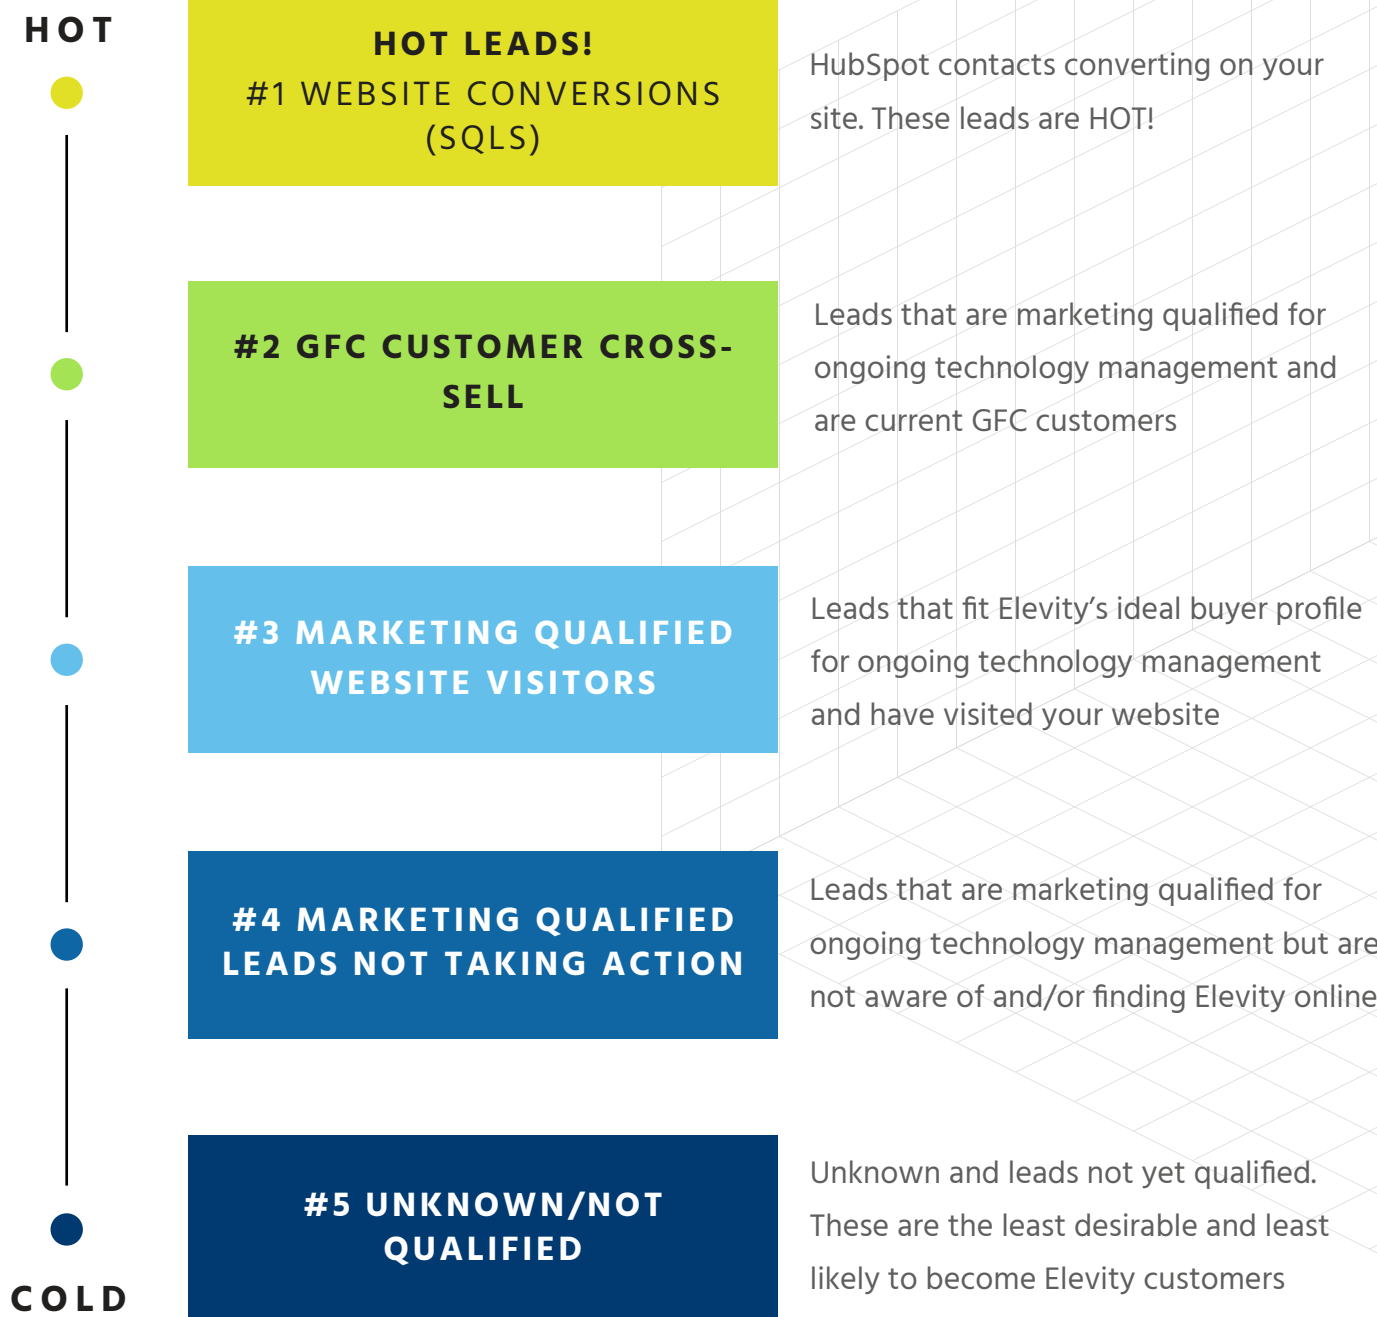 HOT
HOT LEADS!
#1 WEBSITE CONVERSIONS
(SQLS)
HubSpot contacts converting on your
site. These leads are HOT!
#2 GFC CUSTOMER CROSS-
SELL
Leads that are marketing qualified for
ongoing technology management and
are current GFC customers
#3 MARKETING QUALIFIED
WEBSITE VISITORS
Leads that fit Elevity’s ideal buyer profile
for ongoing technology management
and have visited your website
#4 MARKETING QUALIFIED
LEADS NOT TAKING ACTION
Leads that are marketing qualified for
ongoing technology management but are
not aware of and/or finding Elevity online
#5 UNKNOWN/NOT
QUALIFIED
Unknown and leads not yet qualified.
These are the least desirable and least
likely to become Elevity customers
COLD